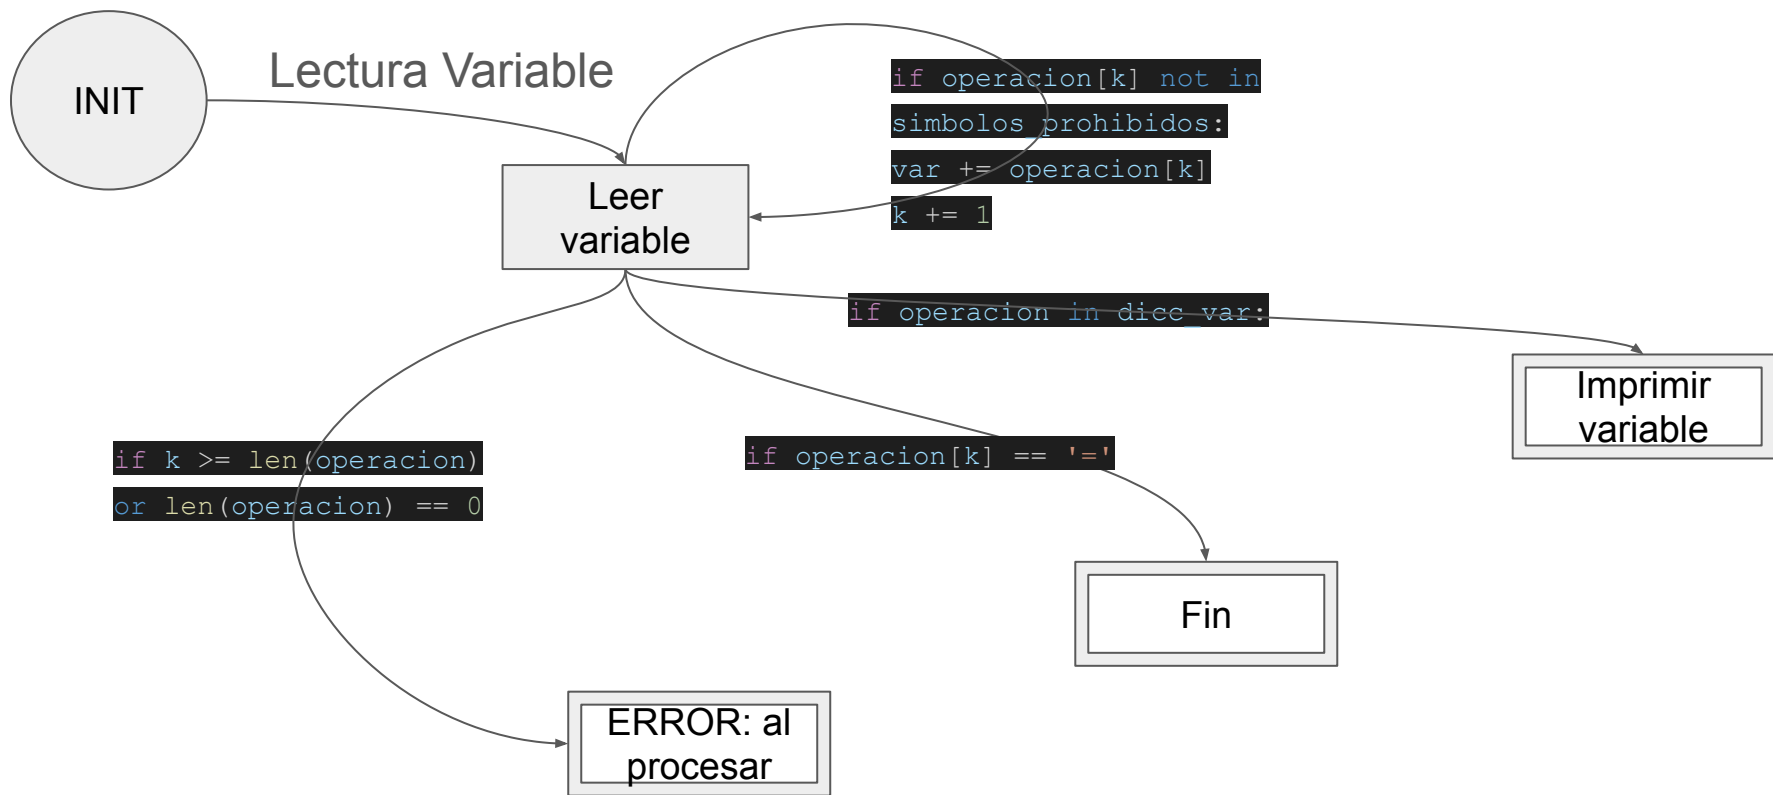 INIT
Lectura Variable
if operacion[k] not in
simbolos_prohibidos:
var += operacion[k]
k += 1
Leer
variable
if operacion in dicc_var:
Imprimir
variable
if k >= len(operacion)
or len(operacion) == 0
if operacion[k] == '='
Fin
ERROR: al
procesar